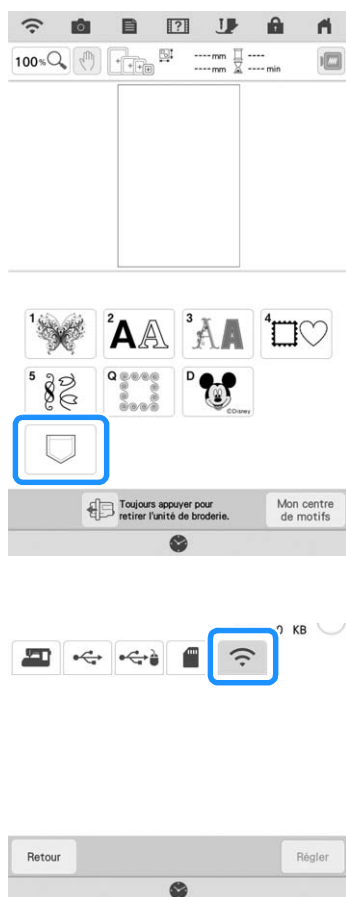 100%
----mm ----
----mm ---- min
1 2 AA 3 AA 4
5 Q D
©Disney
Toujours appuyer pour
retirer l'unité de broderie.
Mon centre
de motifs
KB
Retour
Régler